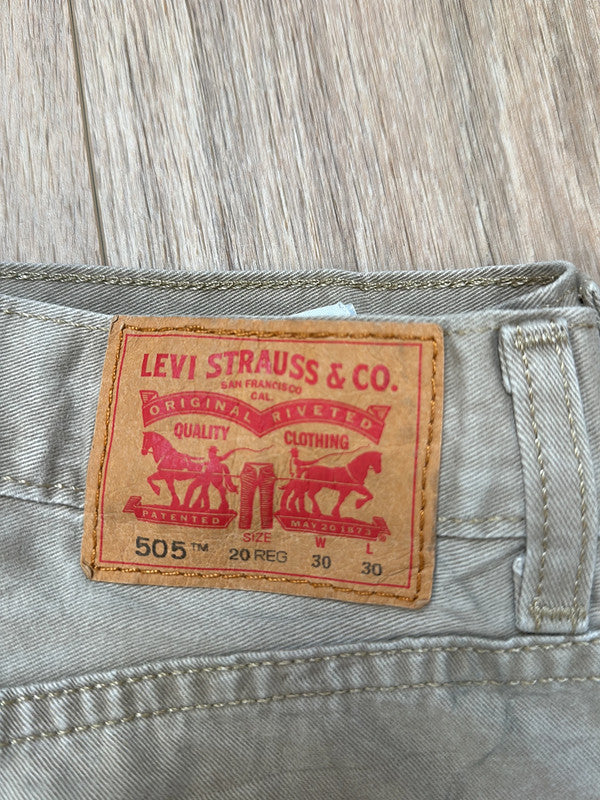 LEVI STRAUSS & CO.
SAN FRANCISCO
CAL.
ORIGINAL RIVETED
QUALITY CLOTHING
PATENTED MAY 20 1873
SIZE W L
505™ 20 REG 30 30